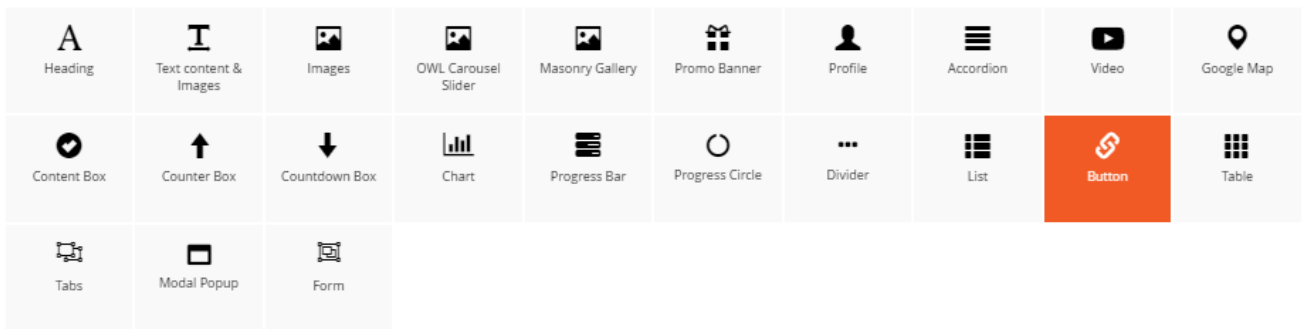 Heading
Text content &
Images
Images
OWL Carousel
Slider
Masonry Gallery
Promo Banner
Profile
Accordion
Video
Google Map
Content Box
Counter Box
Countdown Box
Chart
Progress Bar
Progress Circle
Divider
List
Button
Table
Tabs
Modal Popup
Form